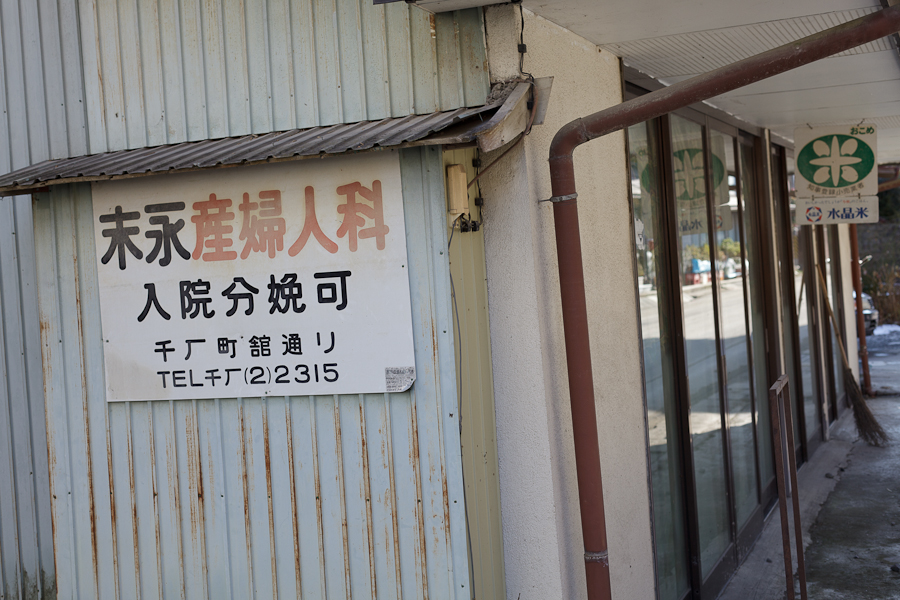 末永産婦人科
入院分娩可
千厂町舘通り
TEL千厂(2)2315
おこめ
水晶米